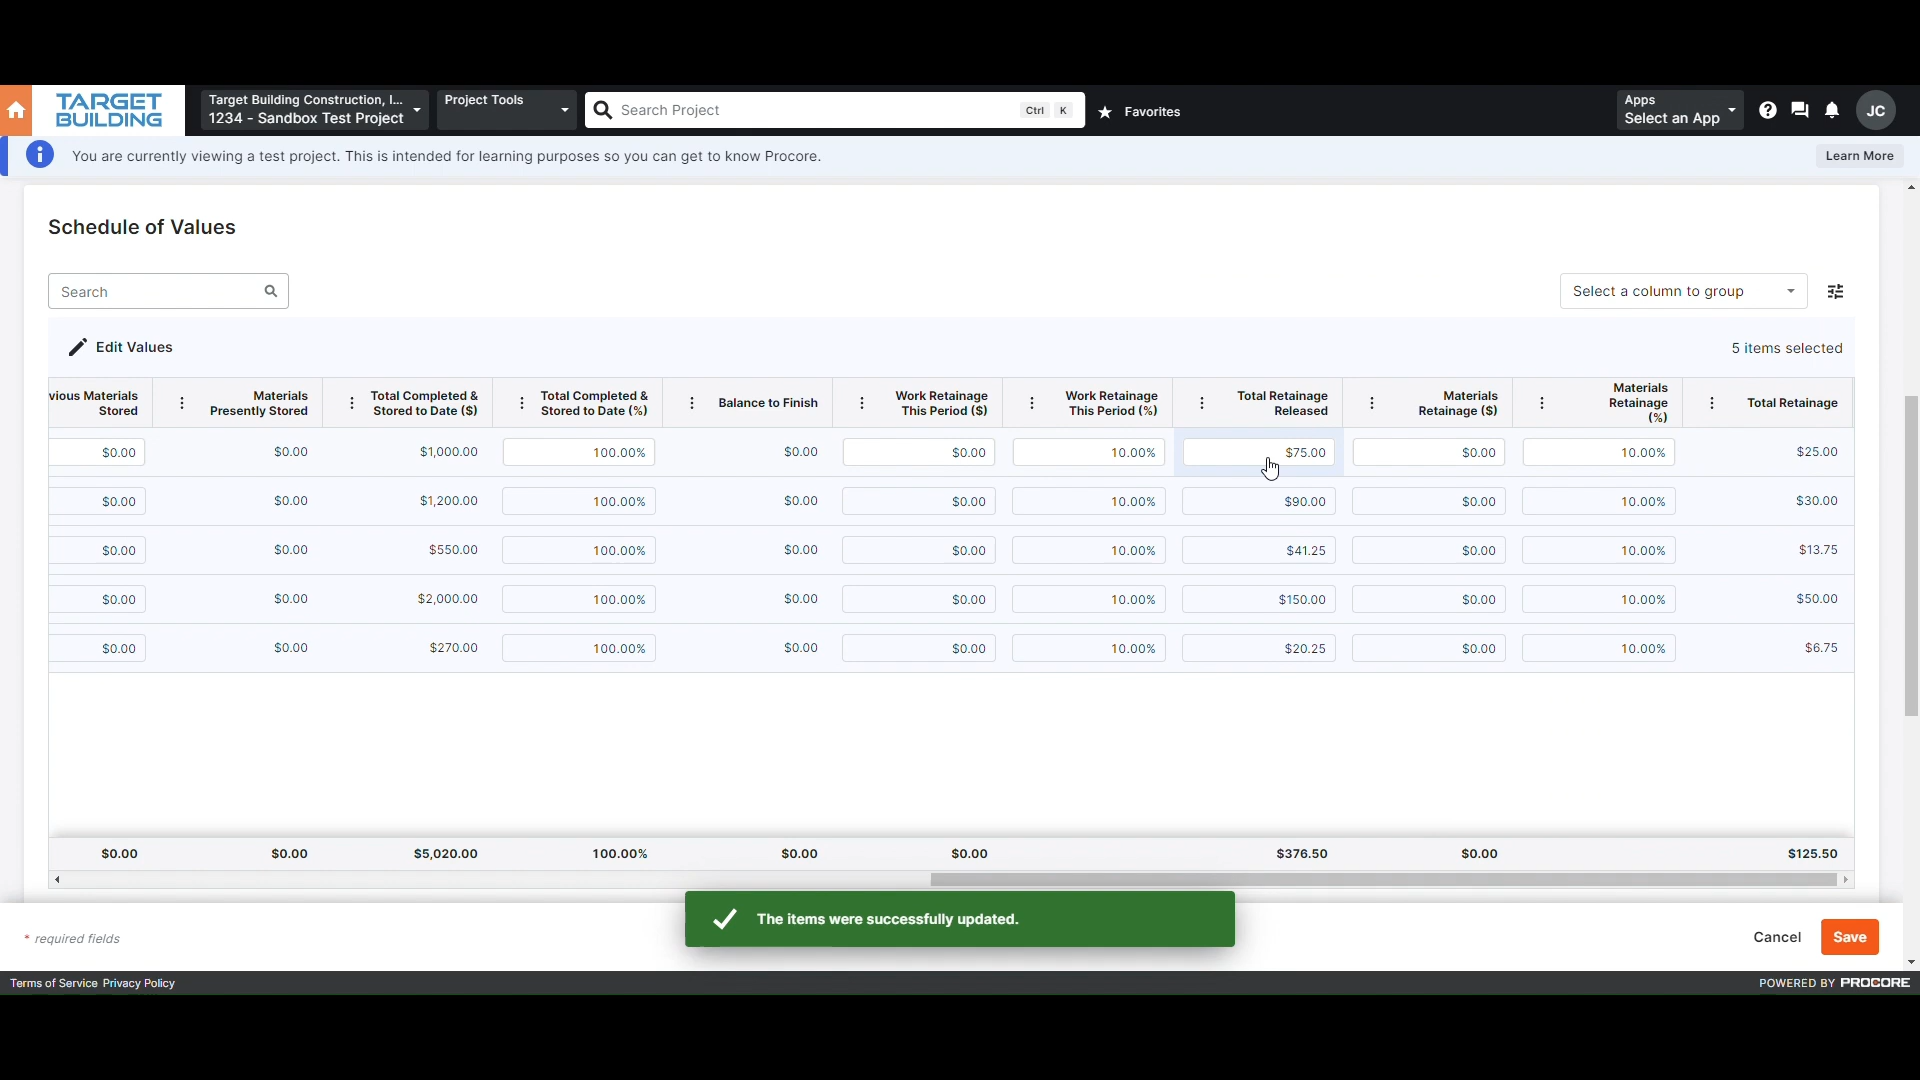 TARGET
BUILDING
Target Building Construction, I...
1234 - Sandbox Test Project
Project Tools
Search Project
Ctrl K
Favorites
Apps
Select an App
JC
You are currently viewing a test project. This is intended for learning purposes so you can get to know Procore.
Learn More
Schedule of Values
Search
Select a column to group
Edit Values
5 items selected
vious Materials
Stored
Materials
Presently Stored
Total Completed &
Stored to Date ($)
Total Completed &
Stored to Date (%)
Balance to Finish
Work Retainage
This Period ($)
Work Retainage
This Period (%)
Total Retainage
Released
Materials
Retainage ($)
Materials
Retainage
(%)
Total Retainage
$0.00 $0.00 $1,000.00 100.00% $0.00 $0.00 10.00% $75.00 $0.00 10.00% $25.00
$0.00 $0.00 $1,200.00 100.00% $0.00 $0.00 10.00% $90.00 $0.00 10.00% $30.00
$0.00 $0.00 $550.00 100.00% $0.00 $0.00 10.00% $41.25 $0.00 10.00% $13.75
$0.00 $0.00 $2,000.00 100.00% $0.00 $0.00 10.00% $150.00 $0.00 10.00% $50.00
$0.00 $0.00 $270.00 100.00% $0.00 $0.00 10.00% $20.25 $0.00 10.00% $6.75
$0.00 $0.00 $5,020.00 100.00% $0.00 $0.00 $376.50 $0.00 $125.50
The items were successfully updated.
* required fields
Cancel
Save
Terms of Service Privacy Policy
POWERED BY PROCORE